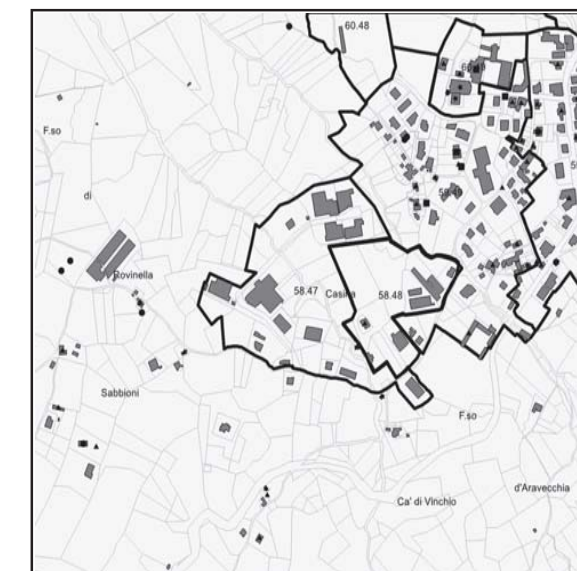 60.48
F.so
di
Rovinella
58.47
Casina
58.48
Sabbioni
F.so
d'Aravecchia
Ca' di Vinchio